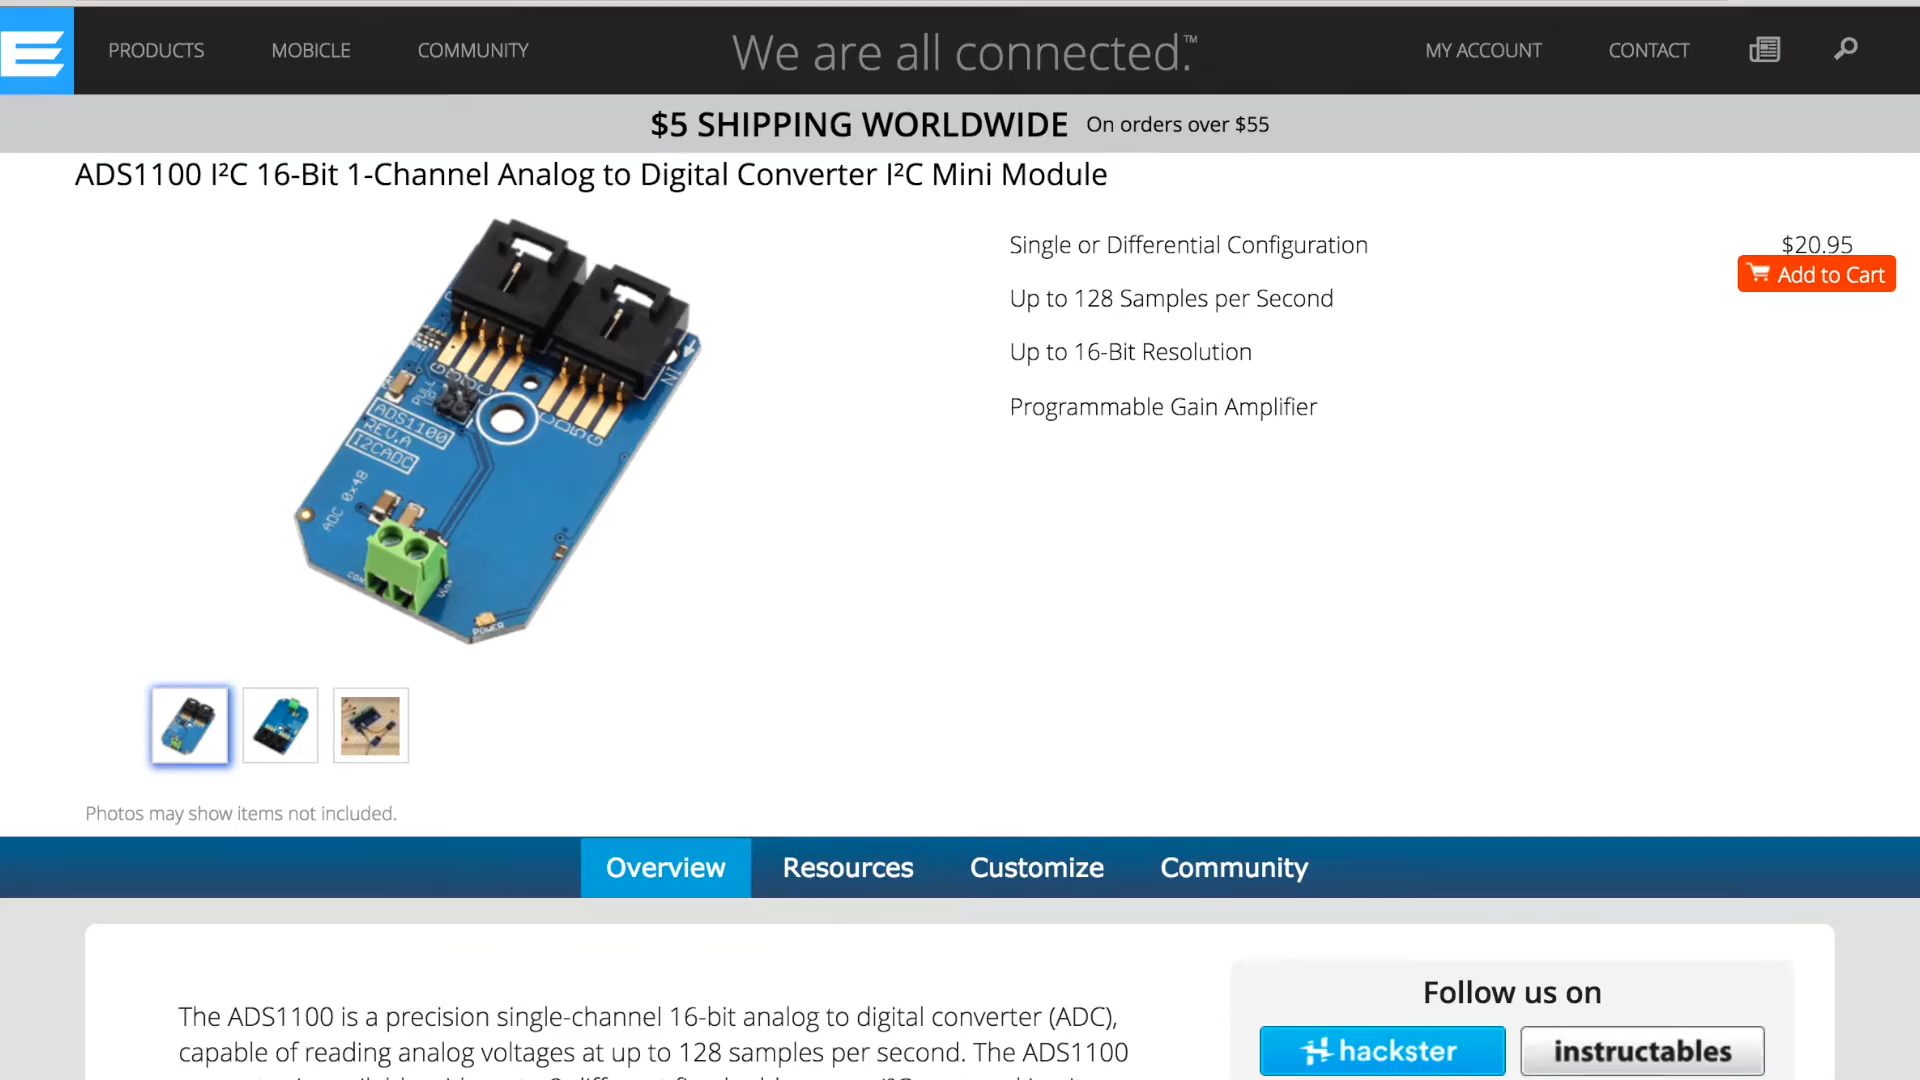 PRODUCTS MOBICLE COMMUNITY We are all connected.™ MY ACCOUNT CONTACT
$5 SHIPPING WORLDWIDE On orders over $55
ADS1100 I²C 16-Bit 1-Channel Analog to Digital Converter I²C Mini Module
Single or Differential Configuration
$20.95
Add to Cart
Up to 128 Samples per Second
Up to 16-Bit Resolution
Programmable Gain Amplifier
IN
PULL
ADS1100
REV.A
I2CADC
ADC 0x48
POWER
Photos may show items not included.
Overview Resources Customize Community
Follow us on
hackster instructables
The ADS1100 is a precision single-channel 16-bit analog to digital converter (ADC),
capable of reading analog voltages at up to 128 samples per second. The ADS1100